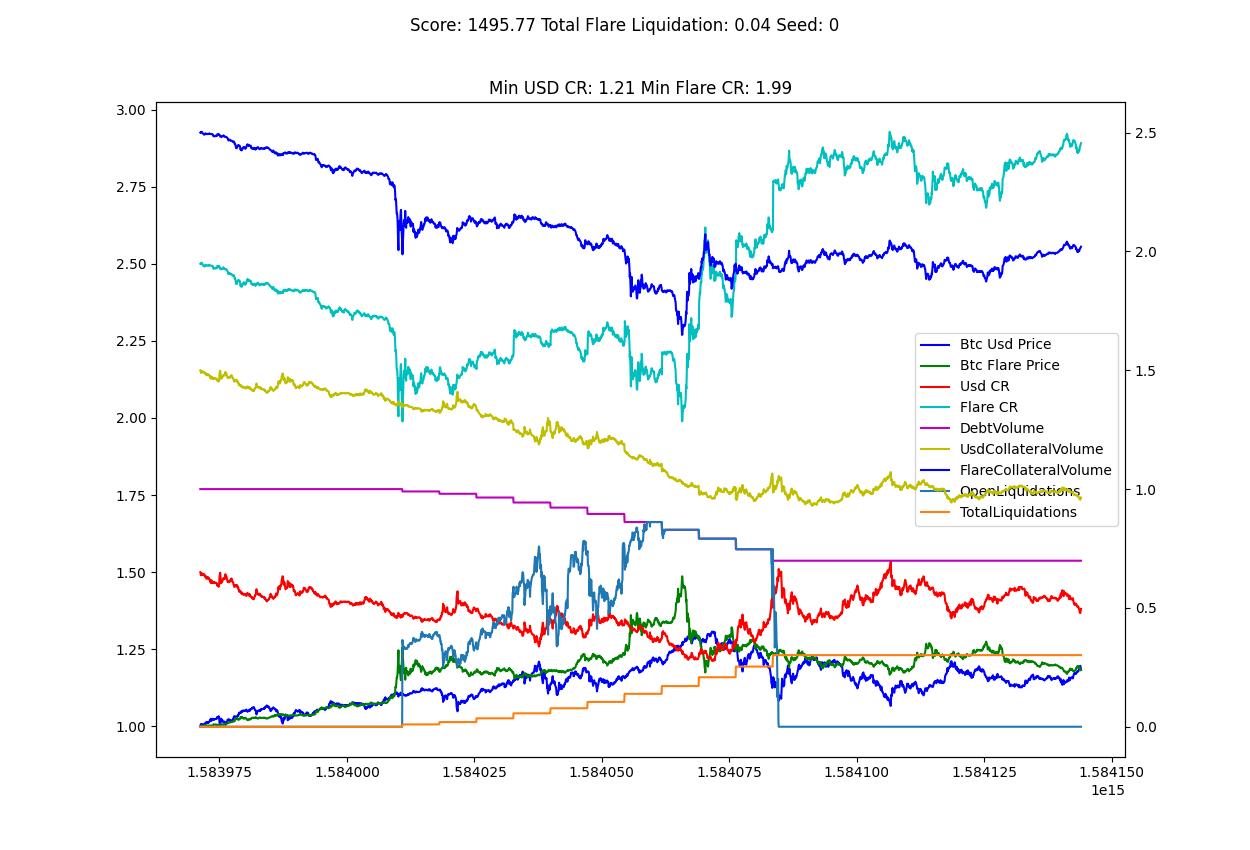 Score: 1495.77 Total Flare Liquidation: 0.04 Seed: 0
Min USD CR: 1.21 Min Flare CR: 1.99
3.00
2.75
2.50
2.25
2.00
1.75
1.50
1.25
1.00
2.5
2.0
1.5
1.0
0.5
0.0
Btc Usd Price
Btc Flare Price
Usd CR
Flare CR
DebtVolume
UsdCollateralVolume
FlareCollateralVolume
OpenLiquidations
TotalLiquidations
1.583975
1.584000
1.584025
1.584050
1.584075
1.584100
1.584125
1.584150
1e15